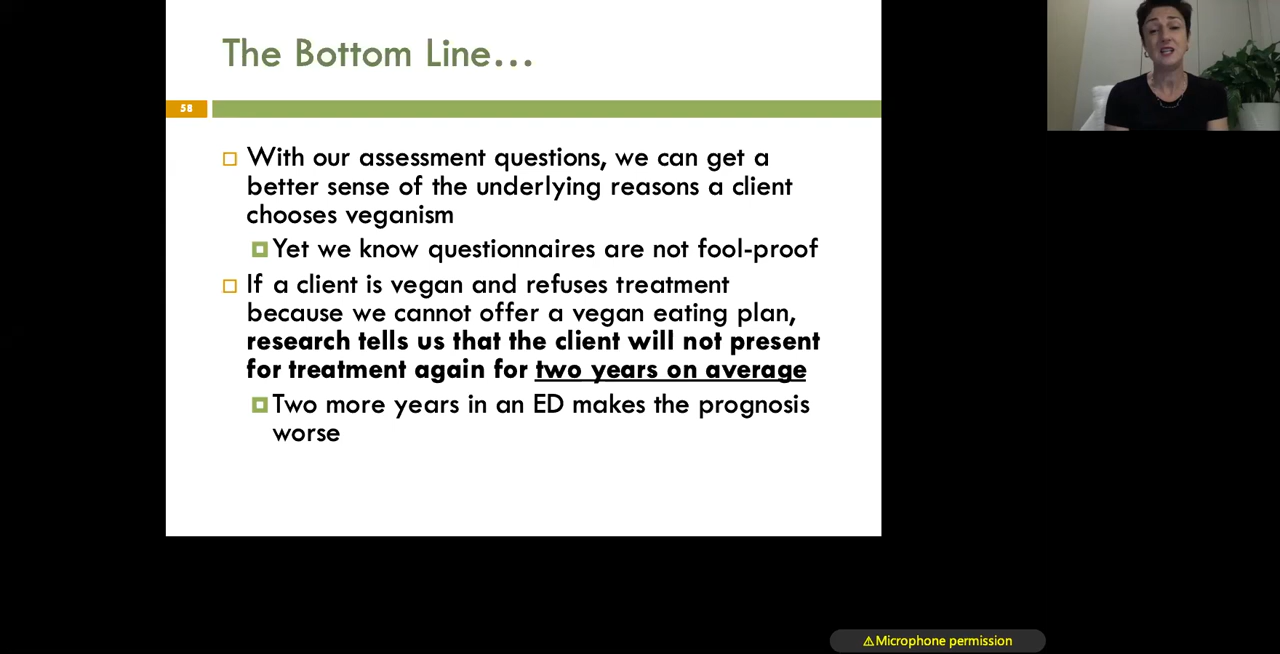 The Bottom Line...
58
With our assessment questions, we can get a
better sense of the underlying reasons a client
chooses veganism
Yet we know questionnaires are not fool-proof
If a client is vegan and refuses treatment
because we cannot offer a vegan eating plan,
research tells us that the client will not present
for treatment again for two years on average
Two more years in an ED makes the prognosis
worse
⚠Microphone permission